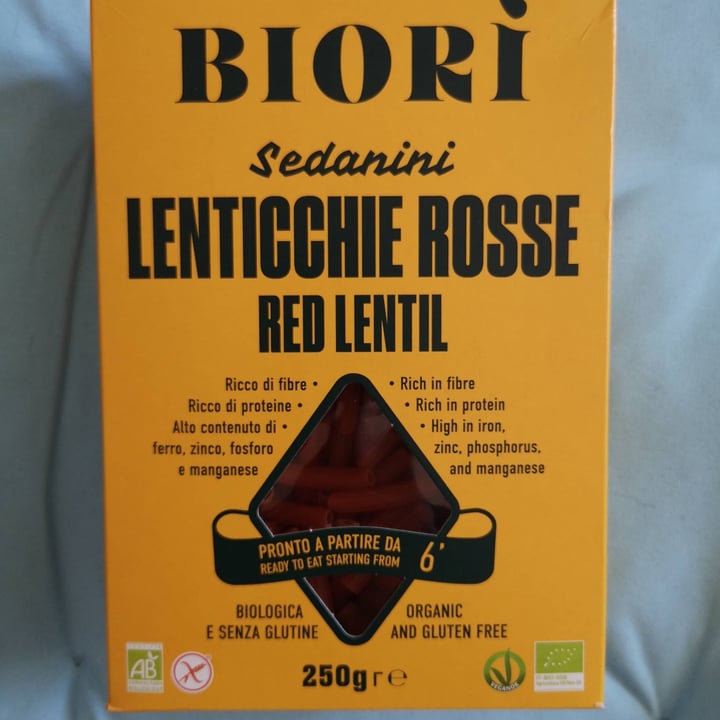 BIORÌ
Sedanini
LENTICCHIE ROSSE
RED LENTIL
Ricco di fibre •
Ricco di proteine •
Alto contenuto di •
ferro, zinco, fosforo
e manganese
• Rich in fibre
• Rich in protein
• High in iron,
zinc, phosphorus,
and manganese
PRONTO A PARTIRE DA
READY TO EAT STARTING FROM
6'
BIOLOGICA
E SENZA GLUTINE
ORGANIC
AND GLUTEN FREE
AB
250g ℮
VEGANOK